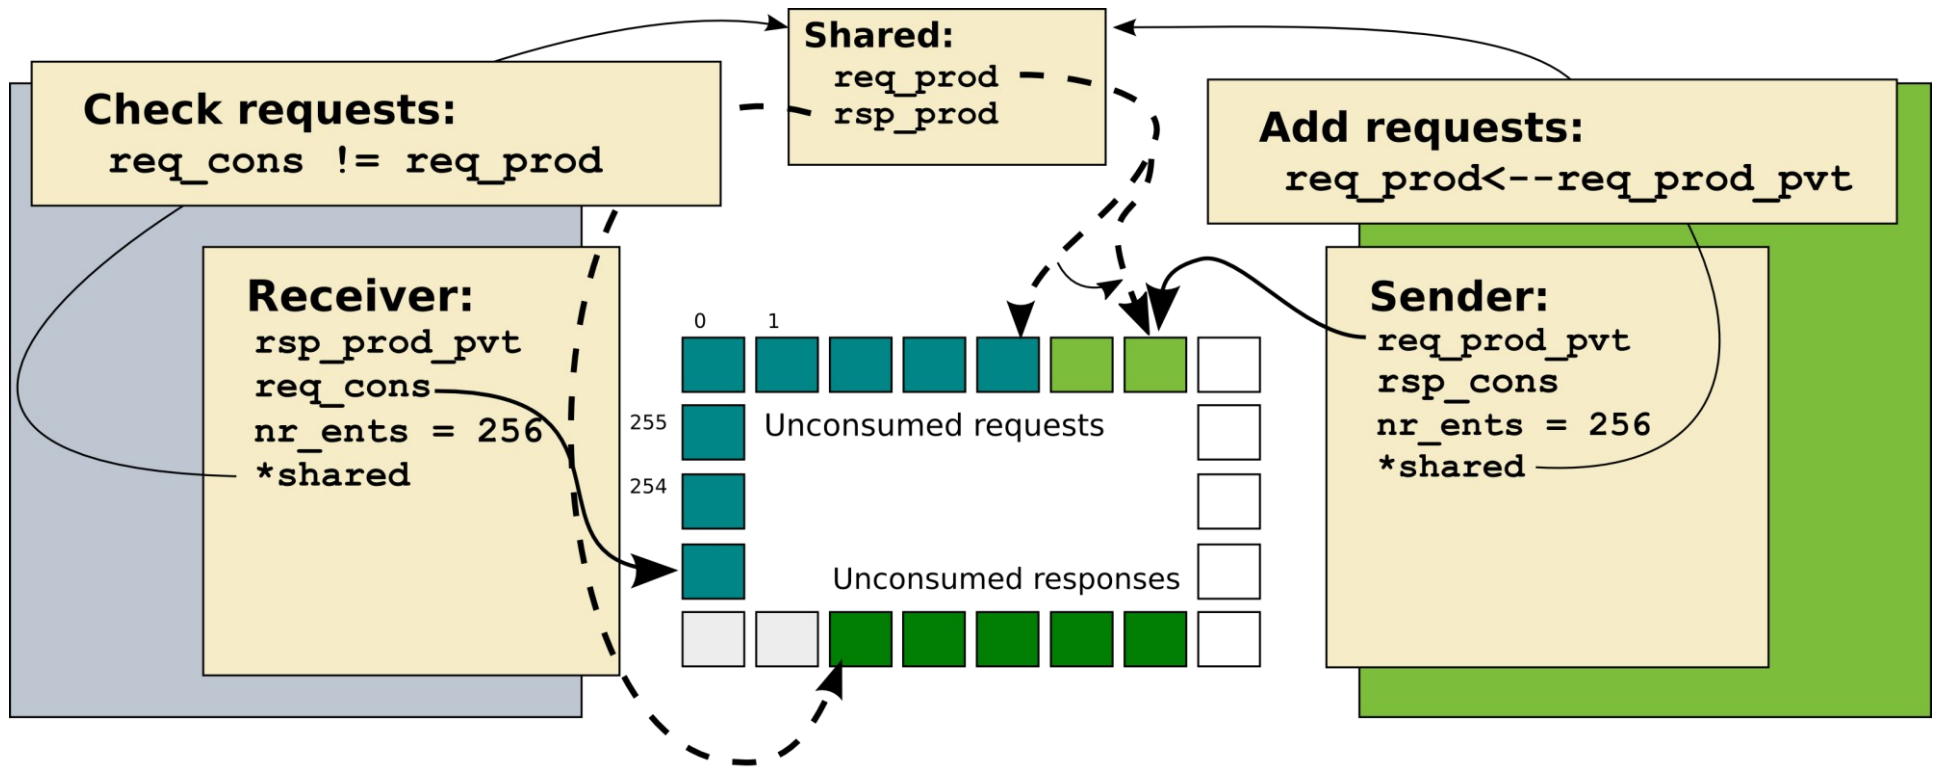 Shared:
req_prod
rsp_prod
Check requests:
req_cons != req_prod
Add requests:
req_prod<--req_prod_pvt
Receiver:
rsp_prod_pvt
req_cons
nr_ents = 256
*shared
0 1
255
254
Unconsumed requests
Unconsumed responses
Sender:
req_prod_pvt
rsp_cons
nr_ents = 256
*shared